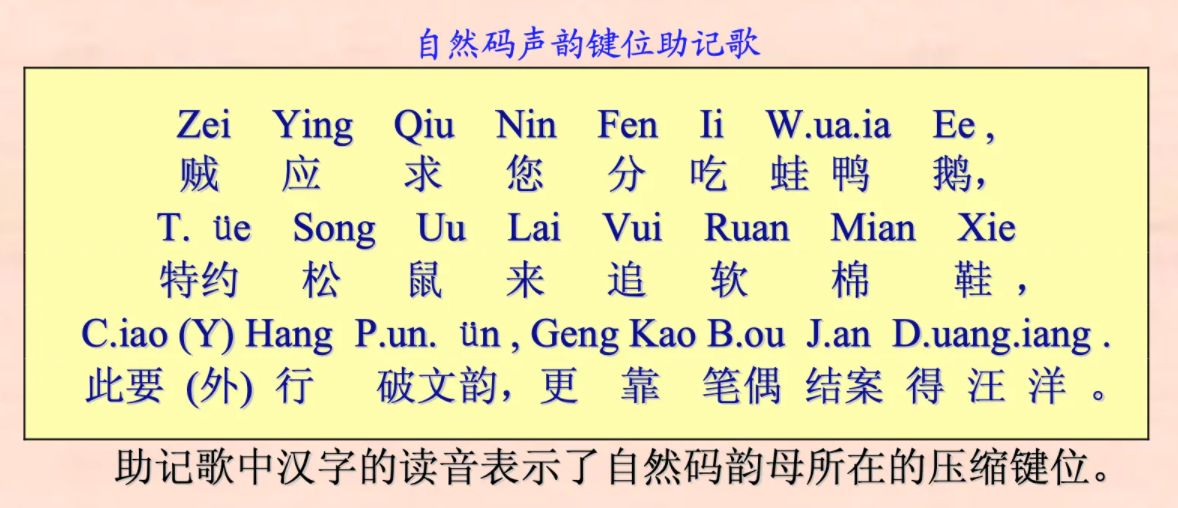 自然码声韵键位助记歌
Zei Ying Qiu Nin Fen Ii W.ua.ia Ee ,
贼 应 求 您 分 吃 蛙 鸭 鹅，
T. üe Song Uu Lai Vui Ruan Mian Xie
特约 松 鼠 来 追 软 棉 鞋 ，
C.iao (Y) Hang P.un. ün , Geng Kao B.ou J.an D.uang.iang .
此要 (外) 行 破文韵，更 靠 笔偶 结案 得 汪 洋 。
助记歌中汉字的读音表示了自然码韵母所在的压缩键位。